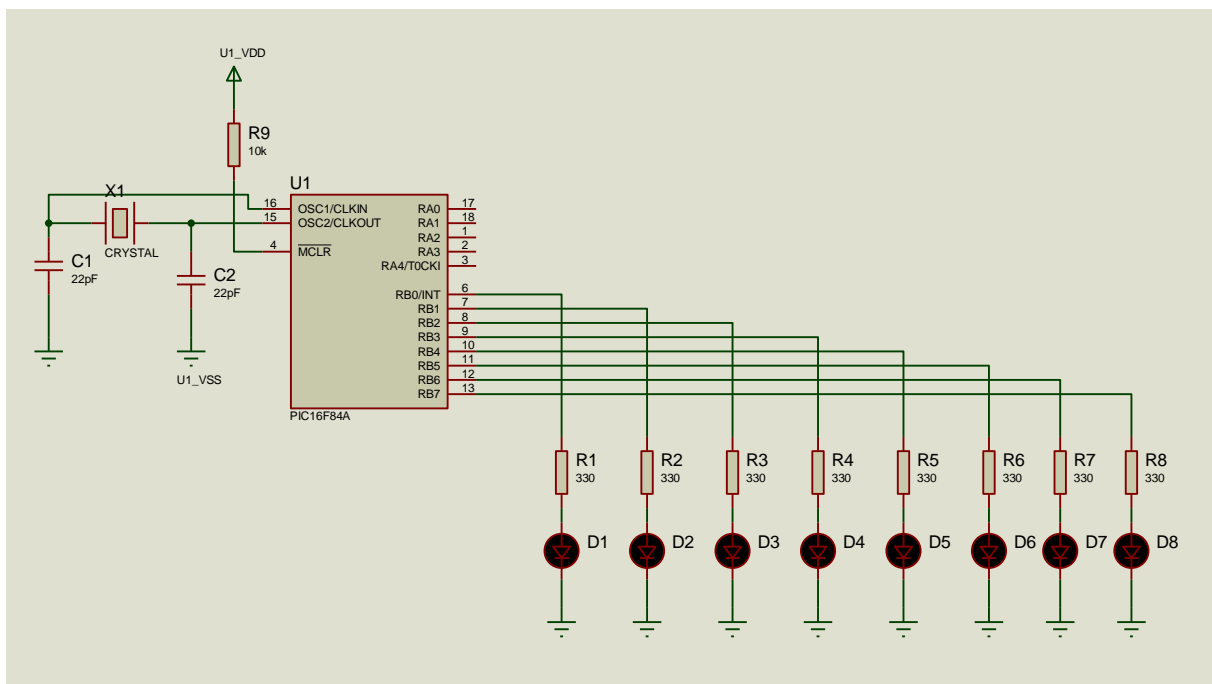 U1_VDD
R9
10k
X1
CRYSTAL
C1
22pF
C2
22pF
U1_VSS
U1
16 OSC1/CLKIN
15 OSC2/CLKOUT
4 MCLR
RA0 17
RA1 18
RA2 1
RA3 2
RA4/T0CKI 3
RB0/INT 6
RB1 7
RB2 8
RB3 9
RB4 10
RB5 11
RB6 12
RB7 13
PIC16F84A
R1 R2 R3 R4 R5 R6 R7 R8
330 330 330 330 330 330 330 330
D1 D2 D3 D4 D5 D6 D7 D8